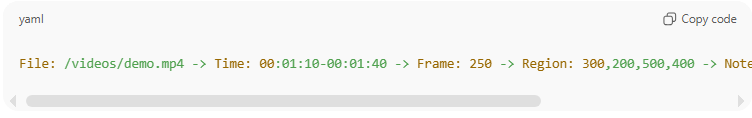 yaml
Copy code
File: /videos/demo.mp4 -> Time: 00:01:10-00:01:40 -> Frame: 250 -> Region: 300,200,500,400 -> Note